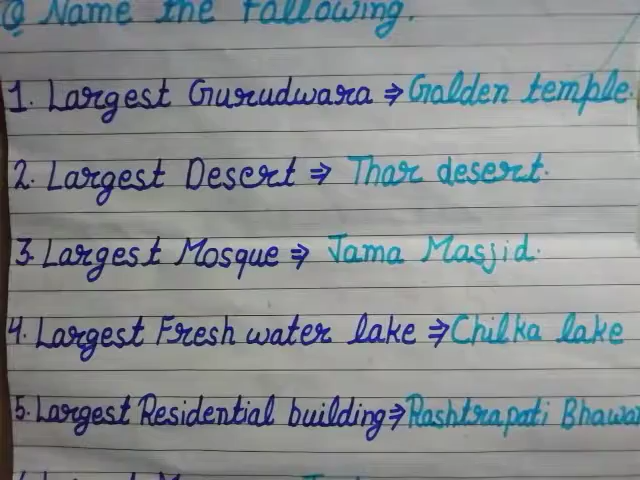 Q Name the Following.
1. Largest Gurudwara ⇒ Golden temple.
2. Largest Desert ⇒ Thar desert.
3. Largest Mosque ⇒ Jama Masjid.
4. Largest Fresh water lake ⇒ Chilka lake
5. Largest Residential building ⇒ Rashtrapati Bhawan